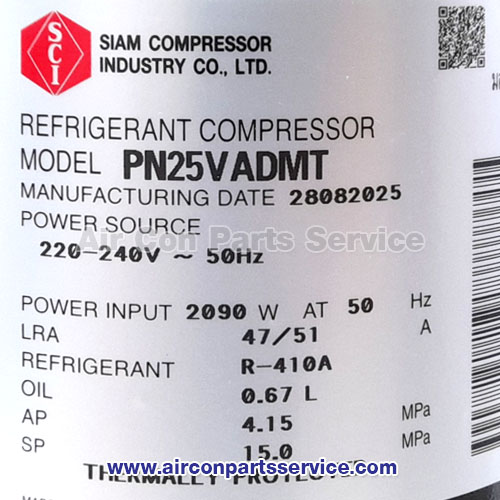 SCI
SIAM COMPRESSOR
INDUSTRY CO., LTD.
REFRIGERANT COMPRESSOR
MODEL PN25VADMT
MANUFACTURING DATE 28082025
POWER SOURCE
Air Con Parts Service
220-240V ~ 50Hz
POWER INPUT 2090 W AT 50 Hz
LRA 47/51 A
REFRIGERANT R-410A
OIL 0.67 L
AP 4.15 MPa
SP 15.0 MPa
www.airconpartsservice.com
THERMALLY PROTECTED